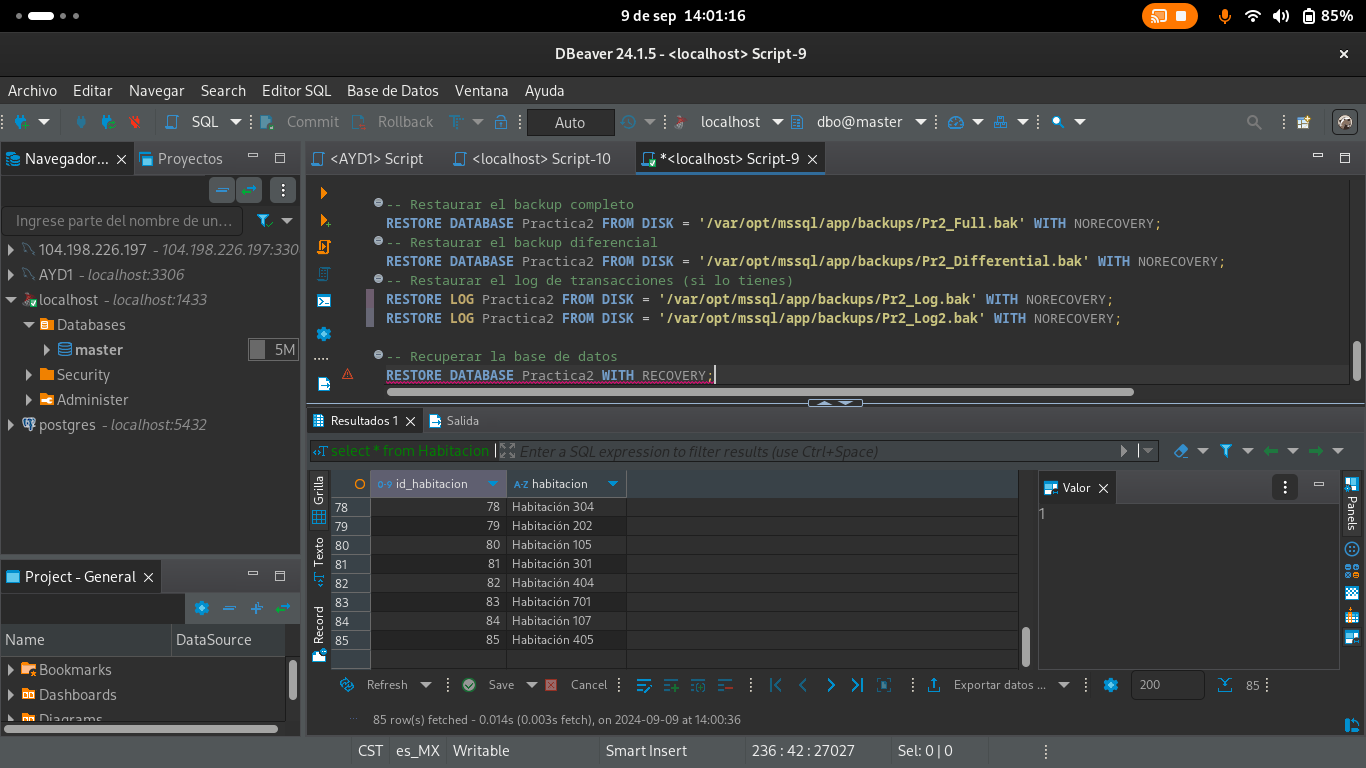 9 de sep  14:01:16
85%
DBeaver 24.1.5 - <localhost> Script-9
Archivo Editar Navegar Search Editor SQL Base de Datos Ventana Ayuda
SQL Commit Rollback Auto localhost dbo@master
Navegador... Proyectos
<AYD1> Script <localhost> Script-10 *<localhost> Script-9
Ingrese parte del nombre de un...
104.198.226.197 - 104.198.226.197:330
AYD1 - localhost:3306
localhost - localhost:1433
Databases
master 5M
Security
Administer
postgres - localhost:5432
-- Restaurar el backup completo
RESTORE DATABASE Practica2 FROM DISK = '/var/opt/mssql/app/backups/Pr2_Full.bak' WITH NORECOVERY;
-- Restaurar el backup diferencial
RESTORE DATABASE Practica2 FROM DISK = '/var/opt/mssql/app/backups/Pr2_Differential.bak' WITH NORECOVERY;
-- Restaurar el log de transacciones (si lo tienes)
RESTORE LOG Practica2 FROM DISK = '/var/opt/mssql/app/backups/Pr2_Log.bak' WITH NORECOVERY;
RESTORE LOG Practica2 FROM DISK = '/var/opt/mssql/app/backups/Pr2_Log2.bak' WITH NORECOVERY;
-- Recuperar la base de datos
RESTORE DATABASE Practica2 WITH RECOVERY;
Resultados 1 Salida
select * from Habitacion Enter a SQL expression to filter results (use Ctrl+Space)
Grilla
Texto
Record
0-9 id_habitacion A-Z habitacion
78 78 Habitación 304
79 79 Habitación 202
80 80 Habitación 105
81 81 Habitación 301
82 82 Habitación 404
83 83 Habitación 701
84 84 Habitación 107
85 85 Habitación 405
Valor
1
Panels
Refresh Save Cancel Exportar datos ... 200 85
85 row(s) fetched - 0.014s (0.003s fetch), on 2024-09-09 at 14:00:36
Project - General
Name DataSource
Bookmarks
Dashboards
Diagrams
CST es_MX Writable Smart Insert 236 : 42 : 27027 Sel: 0 | 0